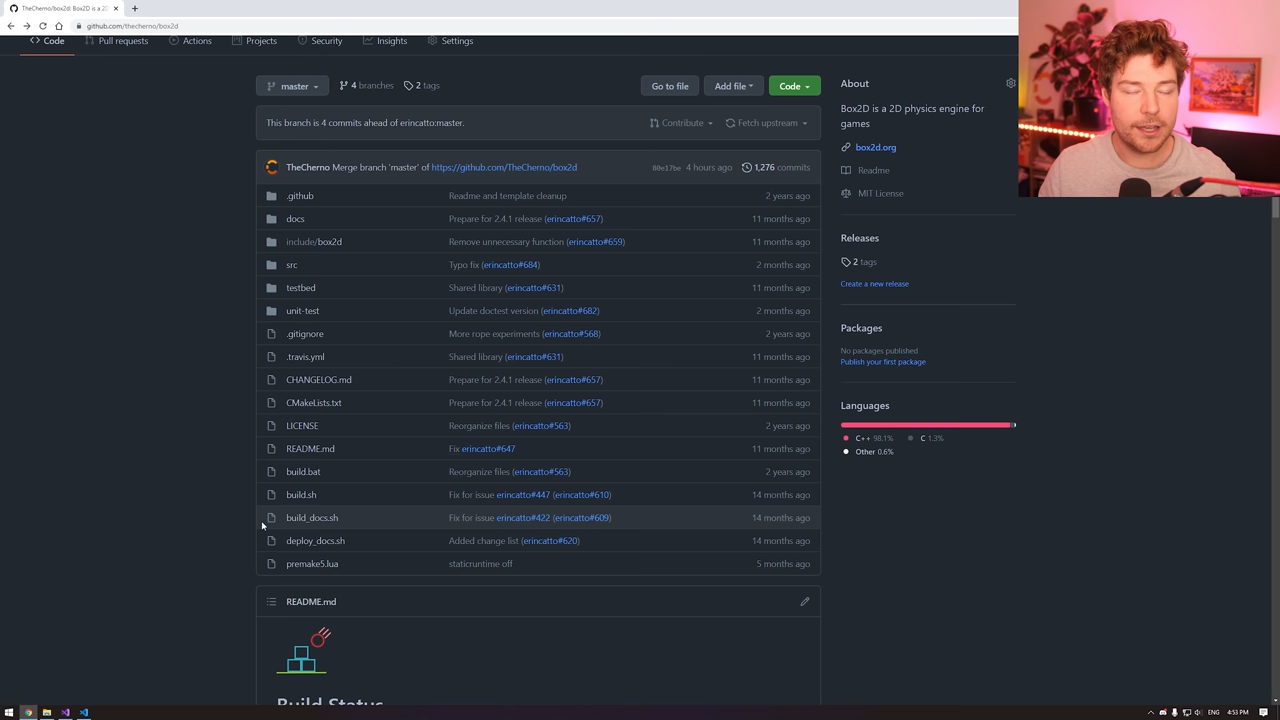 TheCherno/box2d: Box2D is a 2D
github.com/thecherno/box2d
Code Pull requests Actions Projects Security Insights Settings
master 4 branches 2 tags Go to file Add file Code
This branch is 4 commits ahead of erincatto:master. Contribute Fetch upstream
TheCherno Merge branch 'master' of https://github.com/TheCherno/box2d 80e17be 4 hours ago 1,276 commits
.github Readme and template cleanup 2 years ago
docs Prepare for 2.4.1 release (erincatto#657) 11 months ago
include/box2d Remove unnecessary function (erincatto#659) 11 months ago
src Typo fix (erincatto#684) 2 months ago
testbed Shared library (erincatto#631) 11 months ago
unit-test Update doctest version (erincatto#682) 2 months ago
.gitignore More rope experiments (erincatto#568) 2 years ago
.travis.yml Shared library (erincatto#631) 11 months ago
CHANGELOG.md Prepare for 2.4.1 release (erincatto#657) 11 months ago
CMakeLists.txt Prepare for 2.4.1 release (erincatto#657) 11 months ago
LICENSE Reorganize files (erincatto#563) 2 years ago
README.md Fix erincatto#647 11 months ago
build.bat Reorganize files (erincatto#563) 2 years ago
build.sh Fix for issue erincatto#447 (erincatto#610) 14 months ago
build_docs.sh Fix for issue erincatto#422 (erincatto#609) 14 months ago
deploy_docs.sh Added change list (erincatto#620) 14 months ago
premake5.lua staticruntime off 5 months ago
README.md
Build Status
About
Box2D is a 2D physics engine for
games
box2d.org
Readme
MIT License
Releases
2 tags
Create a new release
Packages
No packages published
Publish your first package
Languages
C++ 98.1% C 1.3%
Other 0.6%
ENG 4:53 PM